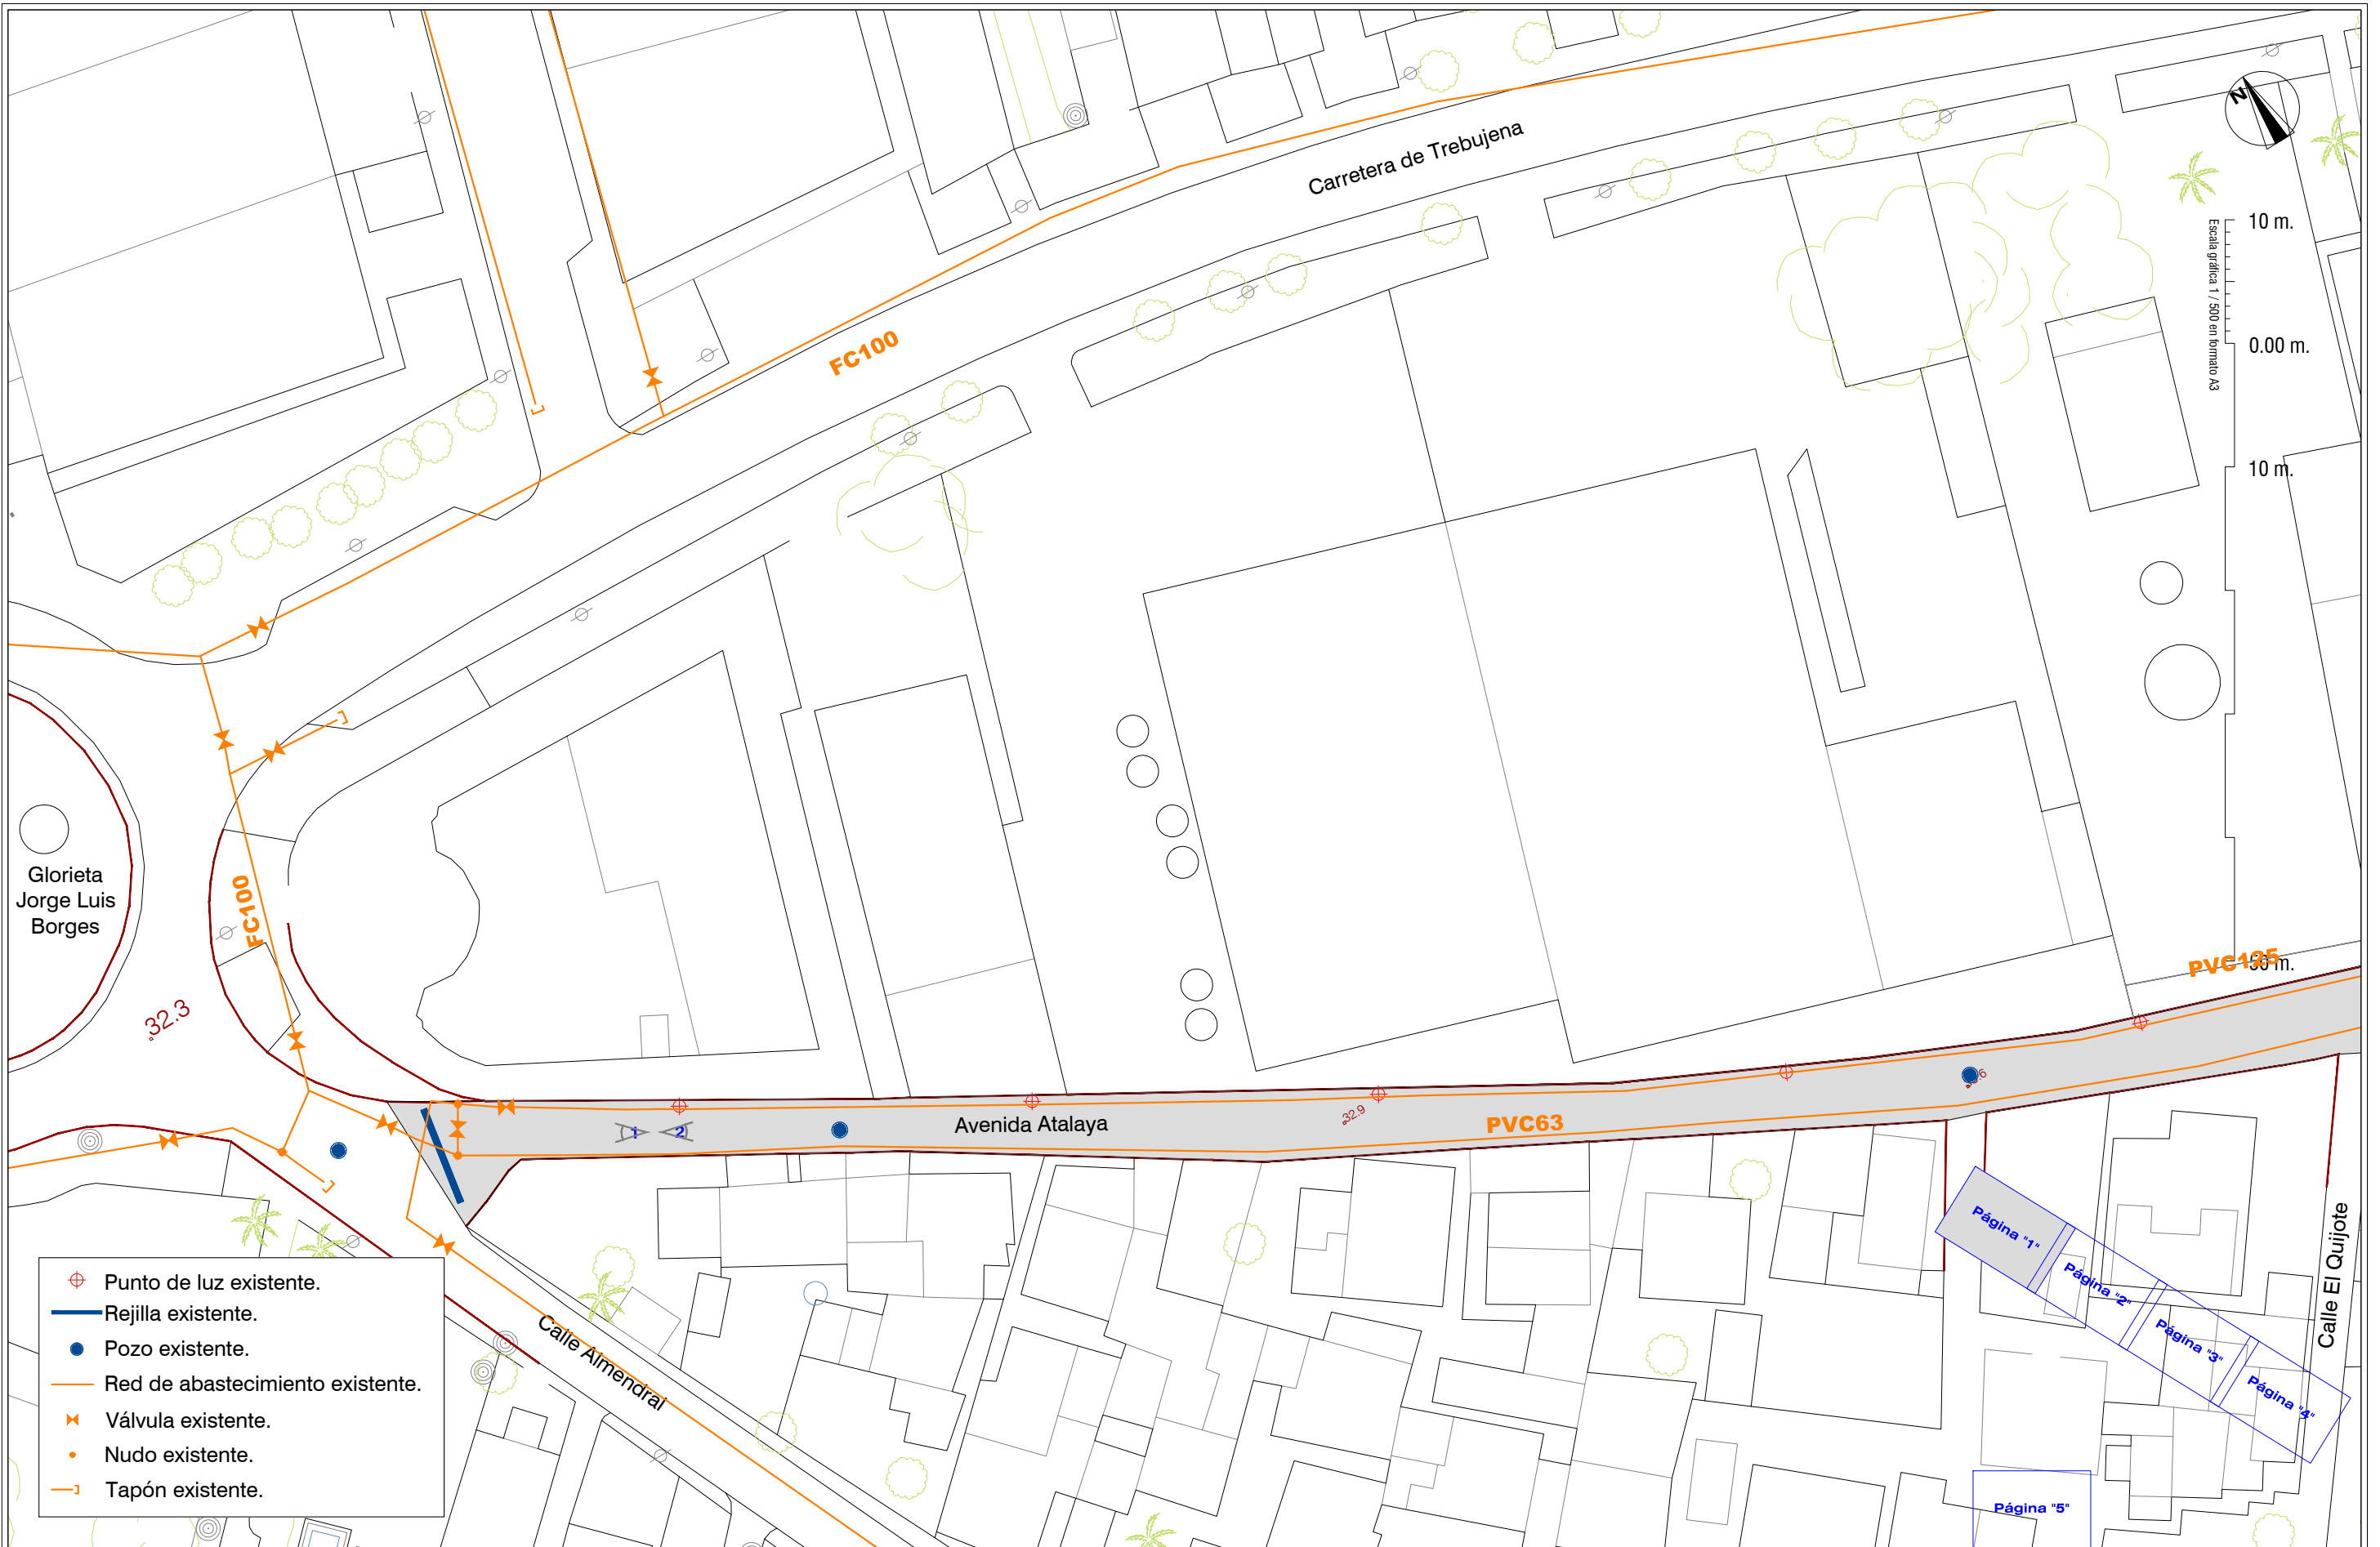 Carretera de Trebujena
N
10 m.
Escala gráfica 1 / 500 en formato A3
0.00 m.
10 m.
50 m.
FC100
FC100
Glorieta
Jorge Luis
Borges
32.3
PVC125
Avenida Atalaya
1
2
32.9
PVC63
Calle Almendral
Calle El Quijote
Página "1"
Página "2"
Página "3"
Página "4"
Página "5"
Punto de luz existente.
Rejilla existente.
Pozo existente.
Red de abastecimiento existente.
Válvula existente.
Nudo existente.
Tapón existente.